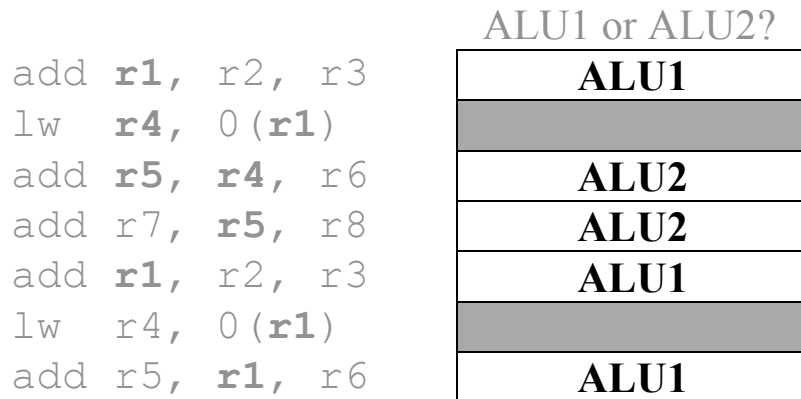 ALU1 or ALU2?
add r1, r2, r3 ALU1
lw r4, 0(r1)
add r5, r4, r6 ALU2
add r7, r5, r8 ALU2
add r1, r2, r3 ALU1
lw r4, 0(r1)
add r5, r1, r6 ALU1